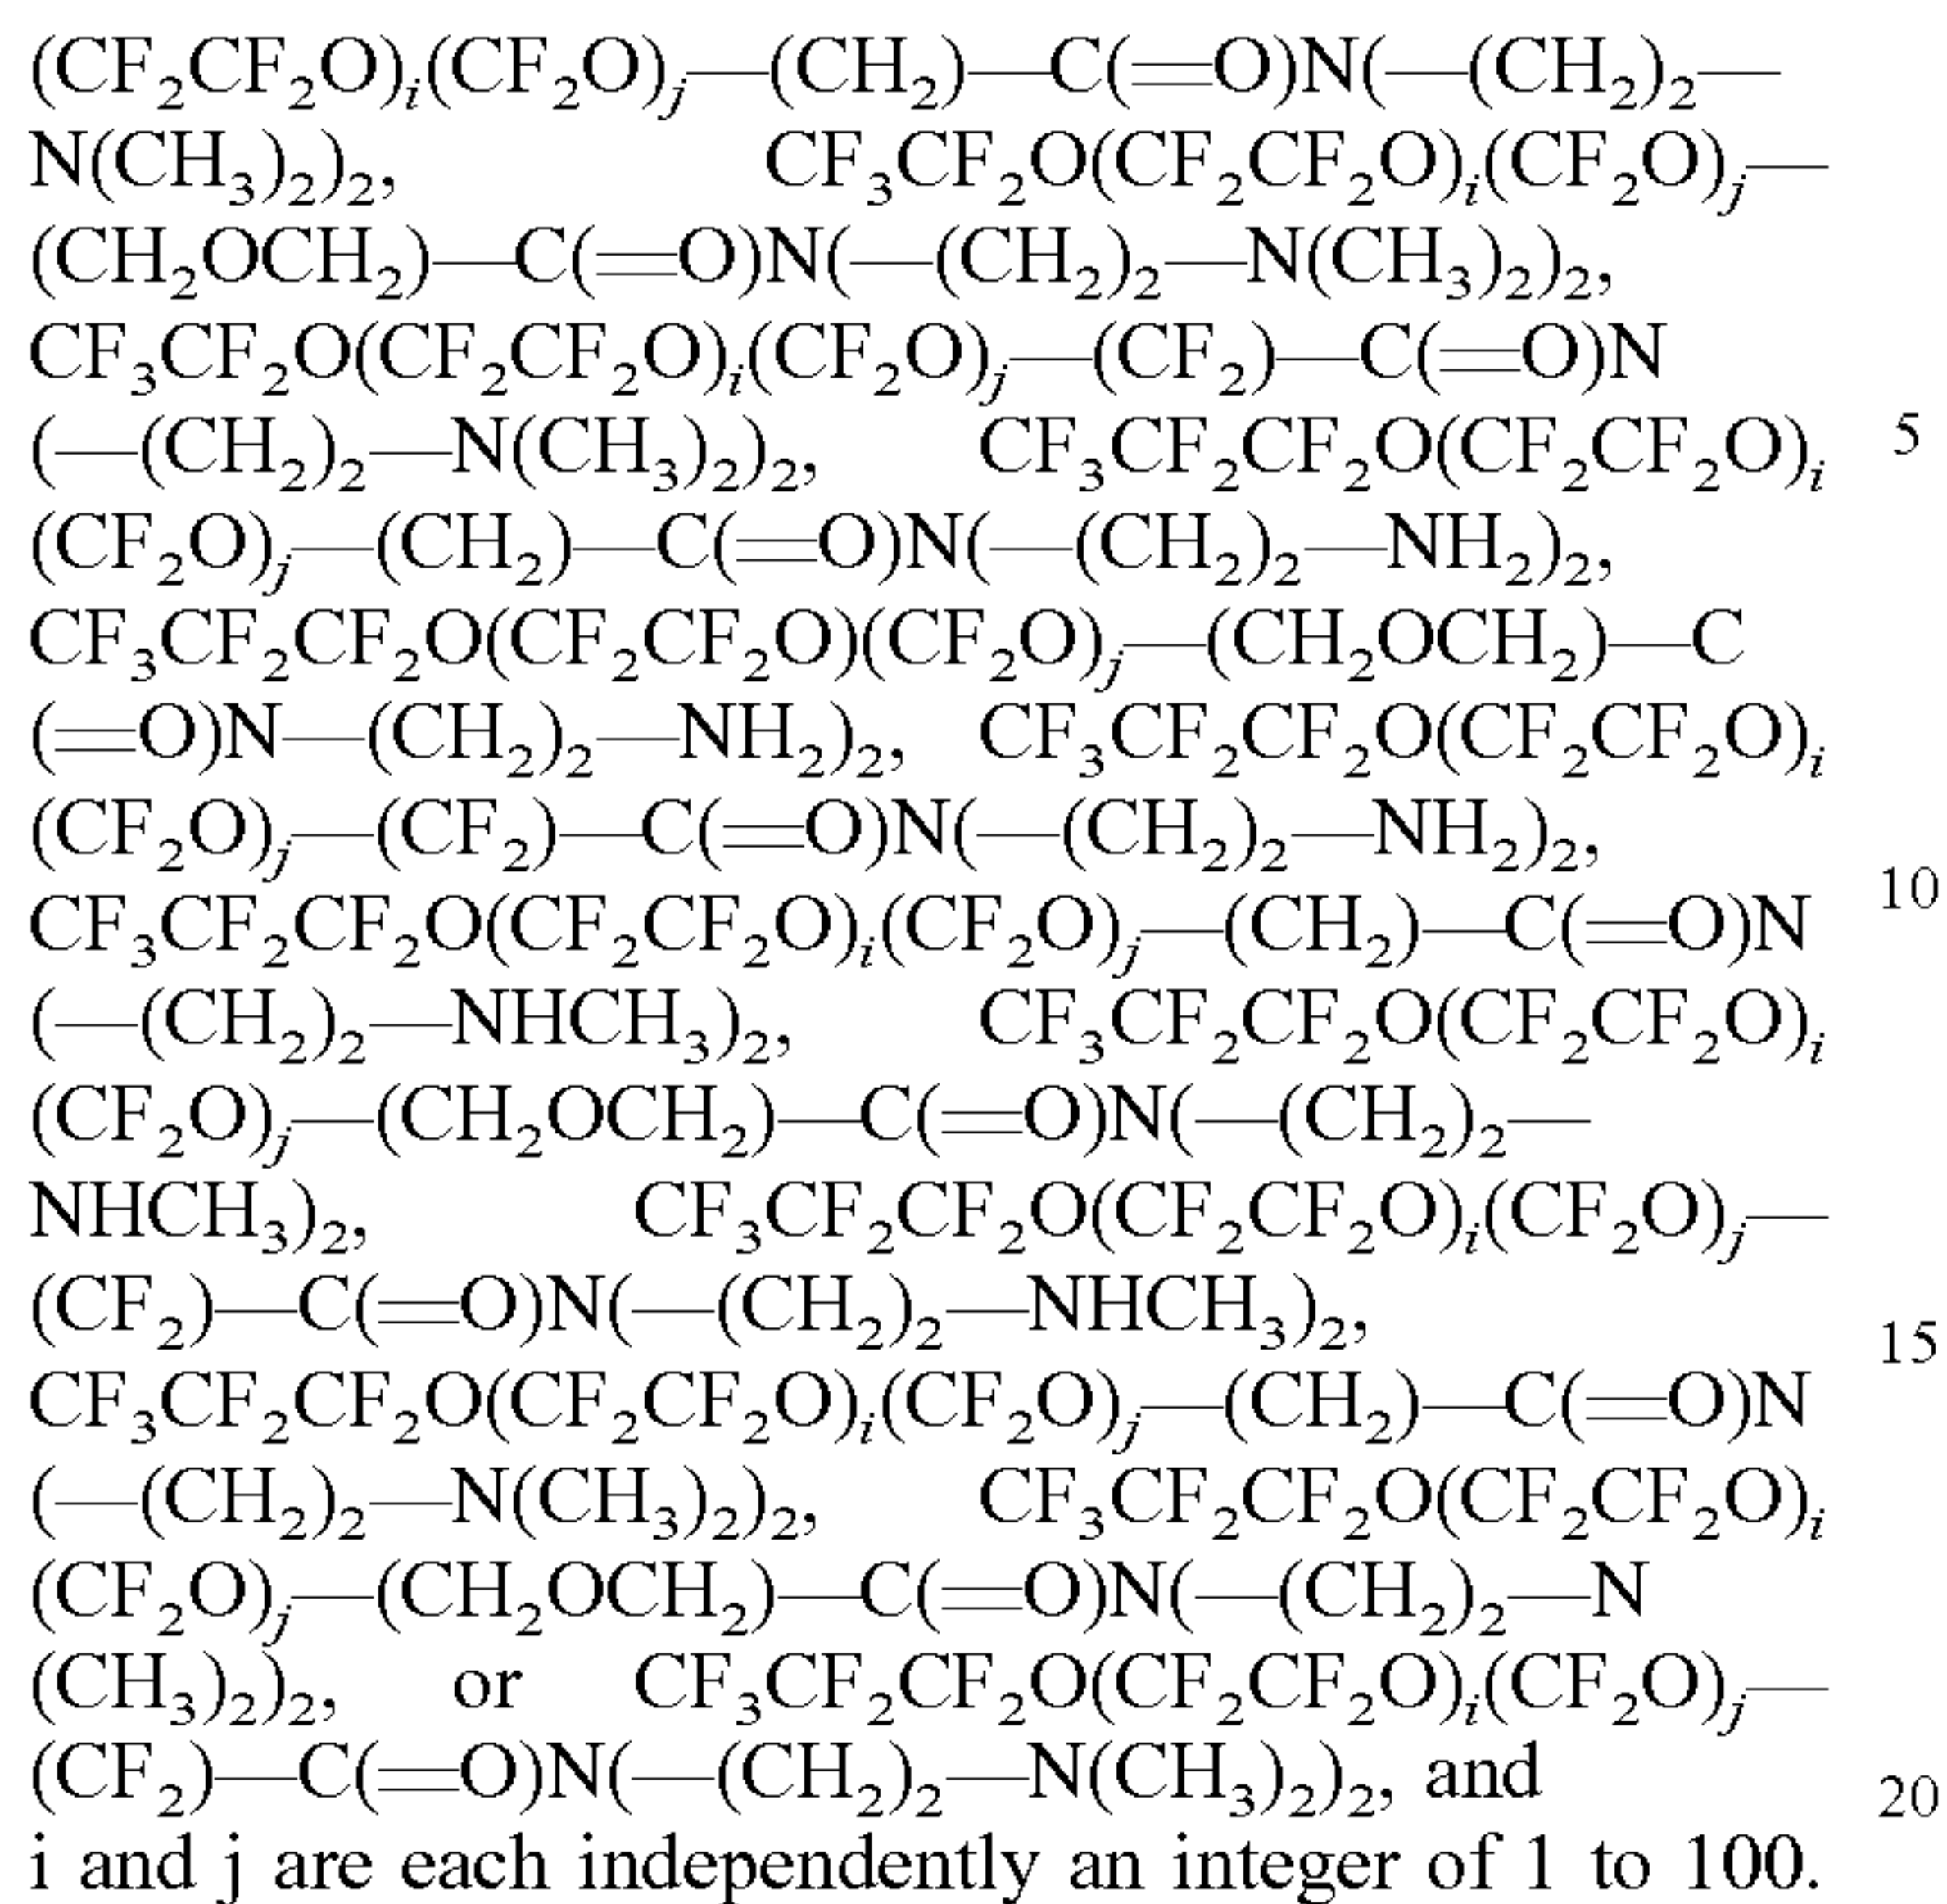 (CF₂CF₂O)ᵢ(CF₂O)ⱼ—(CH₂)—C(═O)N(—(CH₂)₂—
N(CH₃)₂)₂, CF₃CF₂O(CF₂CF₂O)ᵢ(CF₂O)ⱼ—
(CH₂OCH₂)—C(═O)N(—(CH₂)₂—N(CH₃)₂)₂,
CF₃CF₂O(CF₂CF₂O)ᵢ(CF₂O)ⱼ—(CF₂)—C(═O)N
(—(CH₂)₂—N(CH₃)₂)₂, CF₃CF₂CF₂O(CF₂CF₂O)ᵢ 5
(CF₂O)ⱼ—(CH₂)—C(═O)N(—(CH₂)₂—NH₂)₂,
CF₃CF₂CF₂O(CF₂CF₂O)(CF₂O)ⱼ—(CH₂OCH₂)—C
(═O)N—(CH₂)₂—NH₂)₂, CF₃CF₂CF₂O(CF₂CF₂O)ᵢ
(CF₂O)ⱼ—(CF₂)—C(═O)N(—(CH₂)₂—NH₂)₂,
10
CF₃CF₂CF₂O(CF₂CF₂O)ᵢ(CF₂O)ⱼ—(CH₂)—C(═O)N
(—(CH₂)₂—NHCH₃)₂, CF₃CF₂CF₂O(CF₂CF₂O)ᵢ
(CF₂O)ⱼ—(CH₂OCH₂)—C(═O)N(—(CH₂)₂—
NHCH₃)₂, CF₃CF₂CF₂O(CF₂CF₂O)ᵢ(CF₂O)ⱼ—
(CF₂)—C(═O)N(—(CH₂)₂—NHCH₃)₂,
15
CF₃CF₂CF₂O(CF₂CF₂O)ᵢ(CF₂O)ⱼ—(CH₂)—C(═O)N
(—(CH₂)₂—N(CH₃)₂)₂, CF₃CF₂CF₂O(CF₂CF₂O)ᵢ
(CF₂O)ⱼ—(CH₂OCH₂)—C(═O)N(—(CH₂)₂—N
(CH₃)₂)₂, or CF₃CF₂CF₂O(CF₂CF₂O)ᵢ(CF₂O)ⱼ—
(CF₂)—C(═O)N(—(CH₂)₂—N(CH₃)₂)₂, and
20
i and j are each independently an integer of 1 to 100.